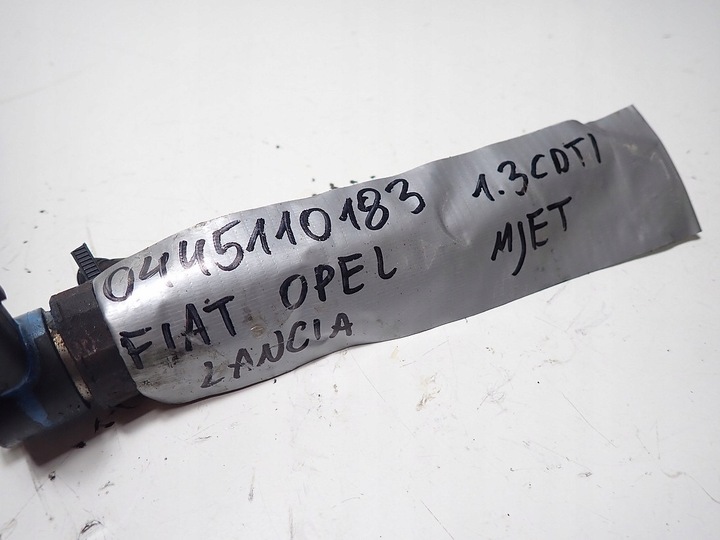 0445110183 1.3CDTI
FIAT OPEL MJET
LANCIA